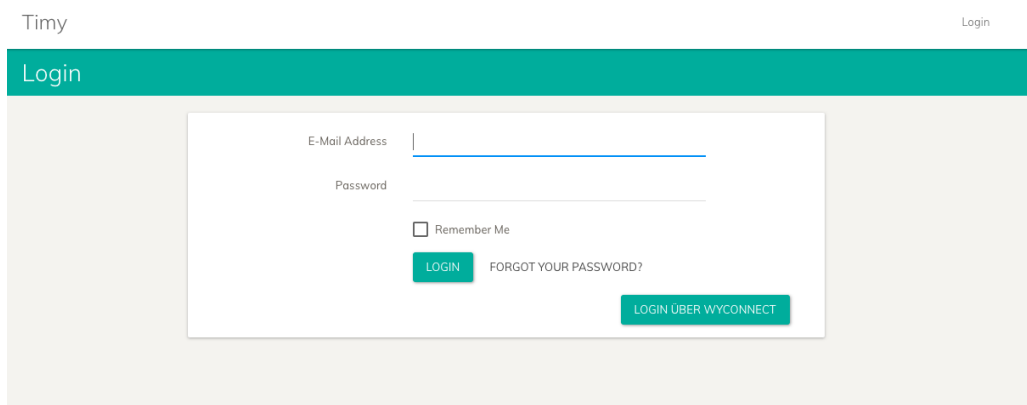 Timy
Login
Login
E-Mail Address
Password
Remember Me
LOGIN
FORGOT YOUR PASSWORD?
LOGIN ÜBER WYCONNECT